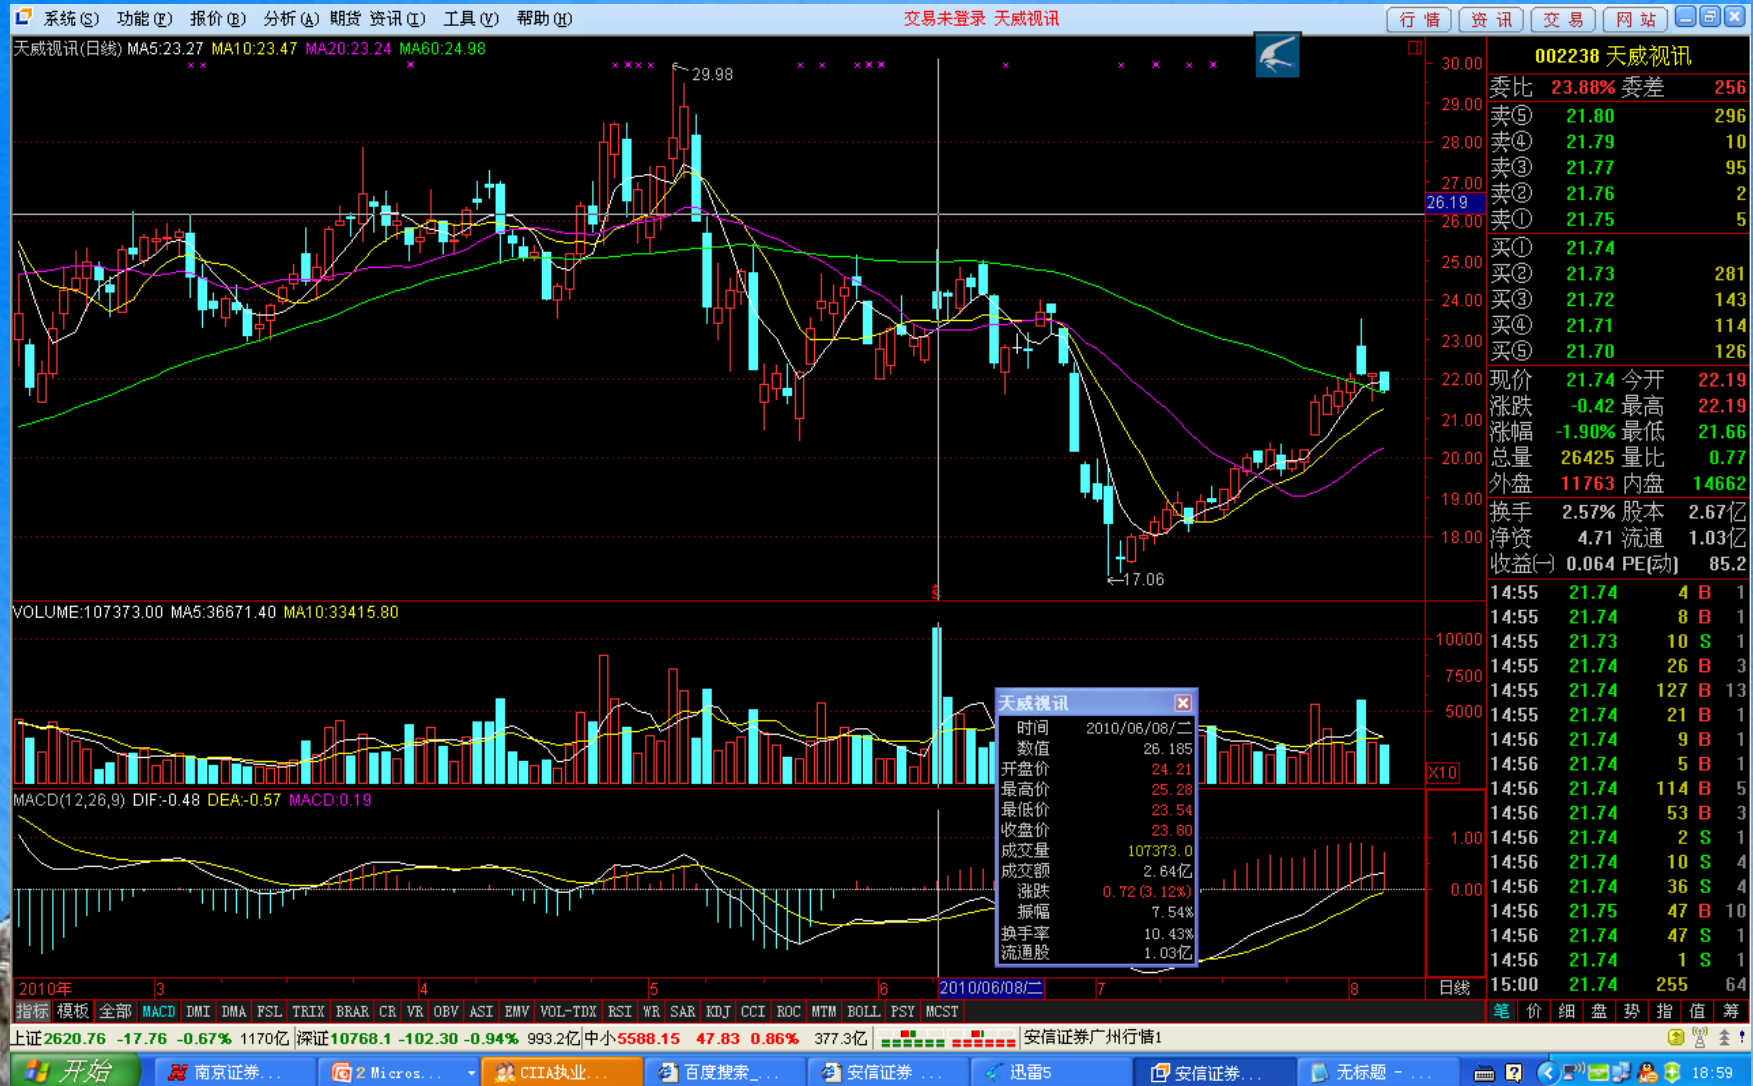 系统(S) 功能(F) 报价(B) 分析(A) 期货 资讯(I) 工具(V) 帮助(H) 交易未登录 天威视讯 行情 资讯 交易 网站
天威视讯(日线) MA5:23.27 MA10:23.47 MA20:23.24 MA60:24.98
29.98
17.06
30.00
29.00
28.00
27.00
26.19
26.00
25.00
24.00
23.00
22.00
21.00
20.00
19.00
18.00
VOLUME:107373.00 MA5:36671.40 MA10:33415.80
10000
7500
5000
X10
MACD(12,26,9) DIF:-0.48 DEA:-0.57 MACD:0.19
1.00
0.00
天威视讯
时间 2010/06/08/二
数值 26.185
开盘价 24.21
最高价 25.28
最低价 23.54
收盘价 23.80
成交量 107373.0
成交额 2.64亿
涨跌 0.72(3.12%)
振幅 7.54%
换手率 10.43%
流通股 1.03亿
2010年 3 4 5 6 2010/06/08/二 7 8 日线
指标 模板 全部 MACD DMI DMA FSL TRIX BRAR CR VR OBV ASI EMV VOL-TDX RSI WR SAR KDJ CCI ROC MTM BOLL PSY MCST
002238 天威视讯
委比 23.88% 委差 256
卖⑤ 21.80 296
卖④ 21.79 10
卖③ 21.77 95
卖② 21.76 2
卖① 21.75 5
买① 21.74
买② 21.73 281
买③ 21.72 143
买④ 21.71 114
买⑤ 21.70 126
现价 21.74 今开 22.19
涨跌 -0.42 最高 22.19
涨幅 -1.90% 最低 21.66
总量 26425 量比 0.77
外盘 11763 内盘 14662
换手 2.57% 股本 2.67亿
净资 4.71 流通 1.03亿
收益㈠ 0.064 PE(动) 85.2
14:55 21.74 4 B 1
14:55 21.74 8 B 1
14:55 21.73 10 S 1
14:55 21.74 26 B 3
14:55 21.74 127 B 13
14:55 21.74 21 B 1
14:56 21.74 9 B 1
14:56 21.74 5 B 1
14:56 21.74 114 B 5
14:56 21.74 53 B 3
14:56 21.74 2 S 1
14:56 21.74 10 S 4
14:56 21.74 36 S 4
14:56 21.75 47 B 10
14:56 21.74 47 S 1
14:56 21.74 1 S 1
15:00 21.74 255 64
笔 价 细 盘 势 指 值 筹
上证2620.76 -17.76 -0.67% 1170亿 深证10768.1 -102.30 -0.94% 993.2亿 中小5588.15 47.83 0.86% 377.3亿 安信证券广州行情1
开始 南京证券... 2 Micros... CIIA执业... 百度搜索_... 安信证券 ... 迅雷5 安信证券... 无标题 - ... 18:59